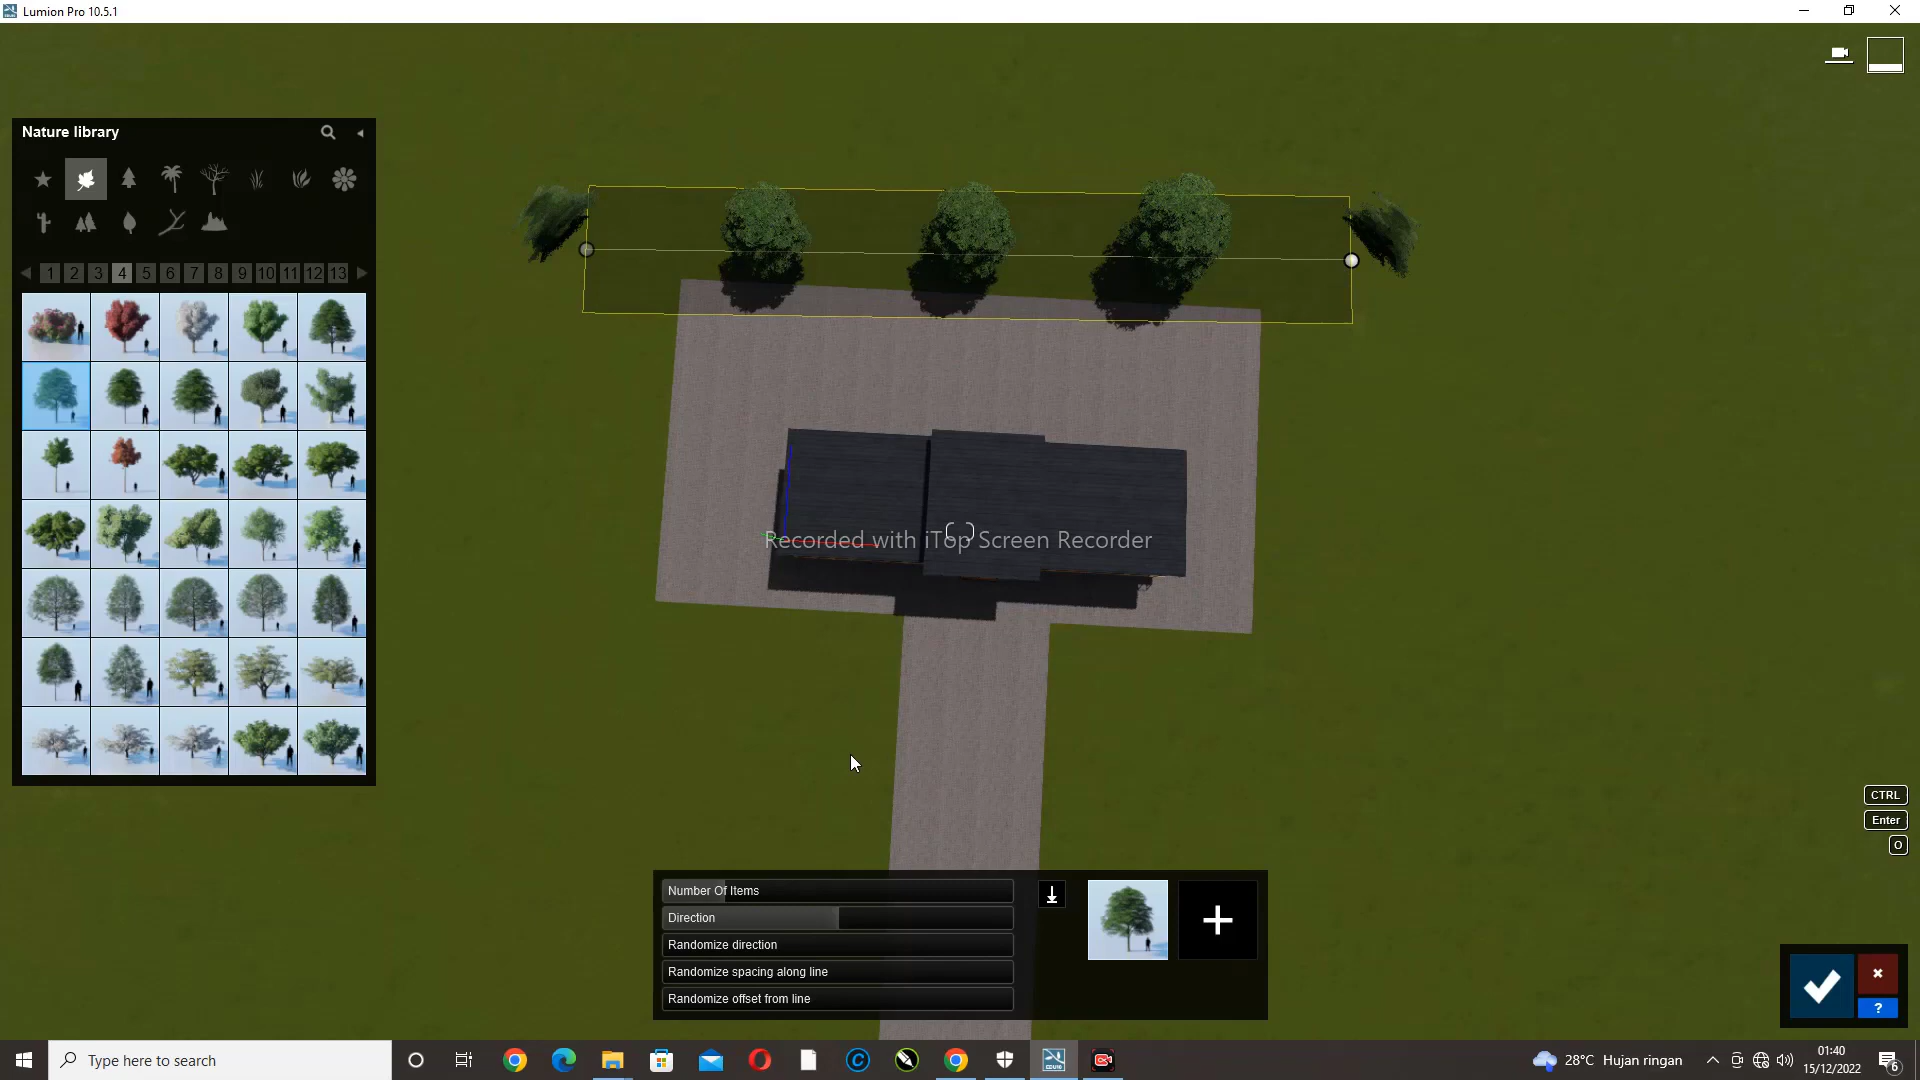 Lumion Pro 10.5.1
Nature library
1 2 3 4 5 6 7 8 9 10 11 12 13
Recorded with iTop Screen Recorder
CTRL
Enter
O
Number Of Items
Direction
Randomize direction
Randomize spacing along line
Randomize offset from line
?
Type here to search
28°C Hujan ringan
01:40
15/12/2022
6